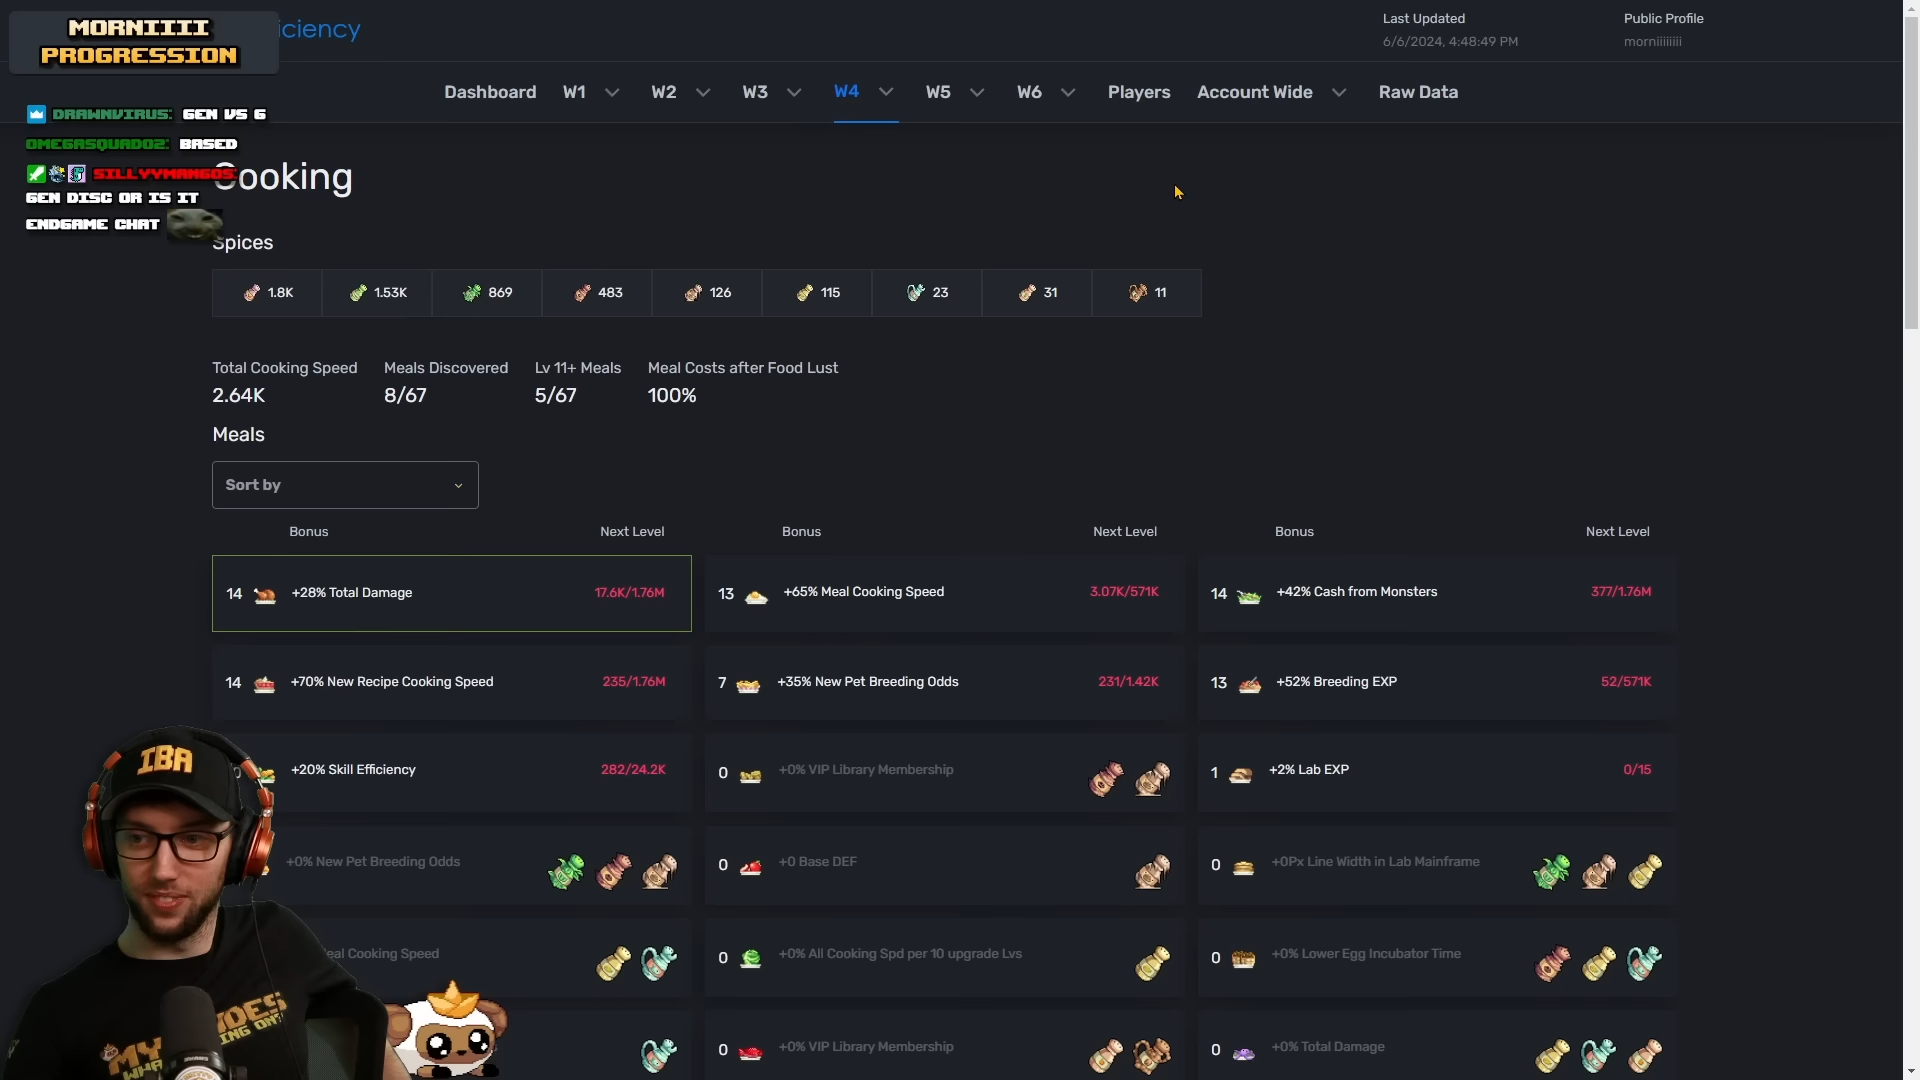 MORNIIII
PROGRESSION
iciency
Last Updated
6/6/2024, 4:48:49 PM
Public Profile
morniiiiiiii
Dashboard W1 W2 W3 W4 W5 W6 Players Account Wide Raw Data
DRAWNVIRUS: GEN VS 6
OMEGASQUAD02: BASED
SILLYYMANGOS:
GEN DISC OR IS IT
ENDGAME CHAT
Cooking
Spices
1.8K 1.53K 869 483 126 115 23 31 11
Total Cooking Speed Meals Discovered Lv 11+ Meals Meal Costs after Food Lust
2.64K 8/67 5/67 100%
Meals
Sort by
Bonus Next Level Bonus Next Level Bonus Next Level
14 +28% Total Damage 17.6K/1.76M 13 +65% Meal Cooking Speed 3.07K/571K 14 +42% Cash from Monsters 377/1.76M
14 +70% New Recipe Cooking Speed 235/1.76M 7 +35% New Pet Breeding Odds 231/1.42K 13 +52% Breeding EXP 52/571K
+20% Skill Efficiency 282/24.2K 0 +0% VIP Library Membership 1 +2% Lab EXP 0/15
+0% New Pet Breeding Odds 0 +0 Base DEF 0 +0Px Line Width in Lab Mainframe
eal Cooking Speed 0 +0% All Cooking Spd per 10 upgrade Lvs 0 +0% Lower Egg Incubator Time
0 +0% VIP Library Membership 0 +0% Total Damage
IBA
MY